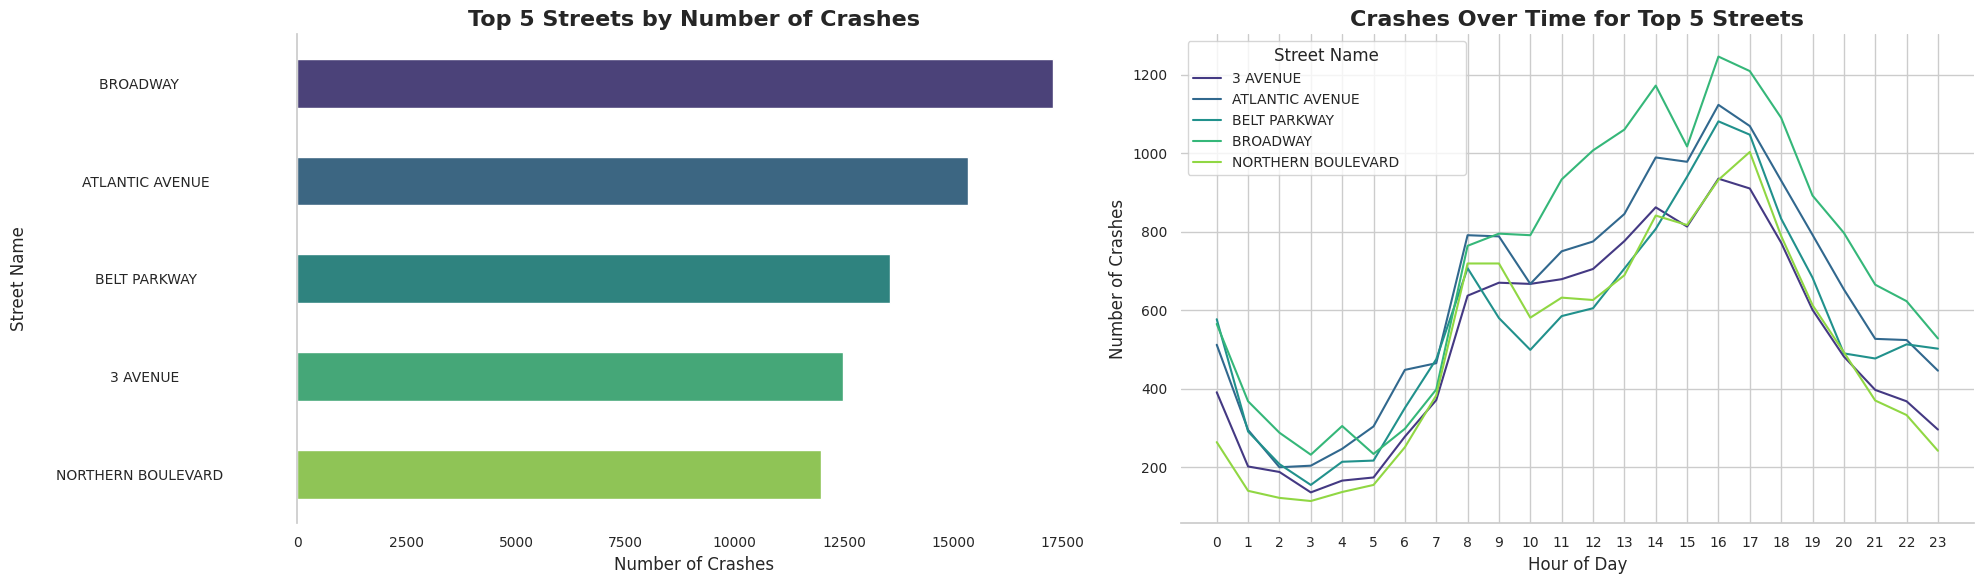 Top 5 Streets by Number of Crashes
Street Name
BROADWAY
ATLANTIC AVENUE
BELT PARKWAY
3 AVENUE
NORTHERN BOULEVARD
0 2500 5000 7500 10000 12500 15000 17500
Number of Crashes
Crashes Over Time for Top 5 Streets
Street Name
3 AVENUE
ATLANTIC AVENUE
BELT PARKWAY
BROADWAY
NORTHERN BOULEVARD
Number of Crashes
1200
1000
800
600
400
200
0 1 2 3 4 5 6 7 8 9 10 11 12 13 14 15 16 17 18 19 20 21 22 23
Hour of Day